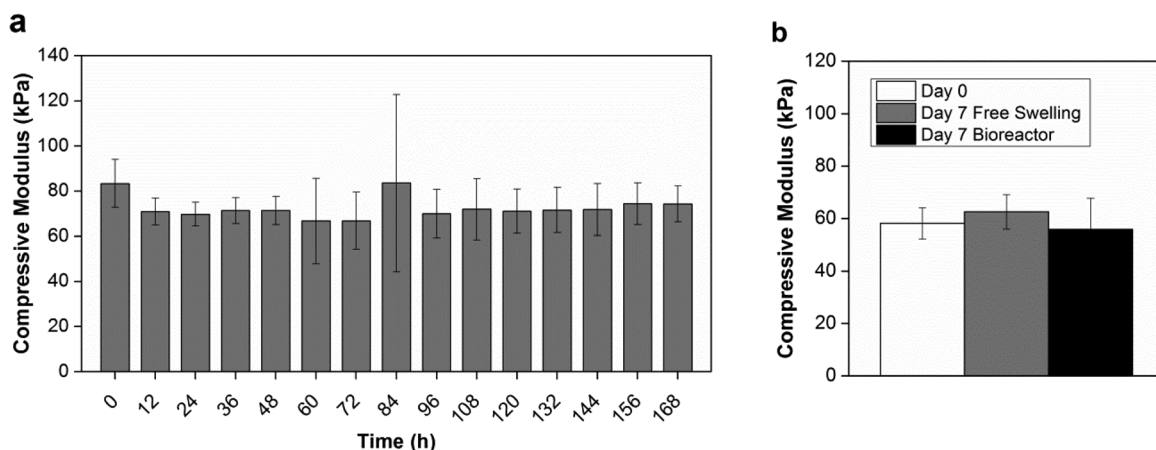 a
140
120
100
80
60
40
20
0
Compressive Modulus (kPa)
0 12 24 36 48 60 72 84 96 108 120 132 144 156 168
Time (h)
b
120
100
80
60
40
20
0
Compressive Modulus (kPa)
Day 0
Day 7 Free Swelling
Day 7 Bioreactor